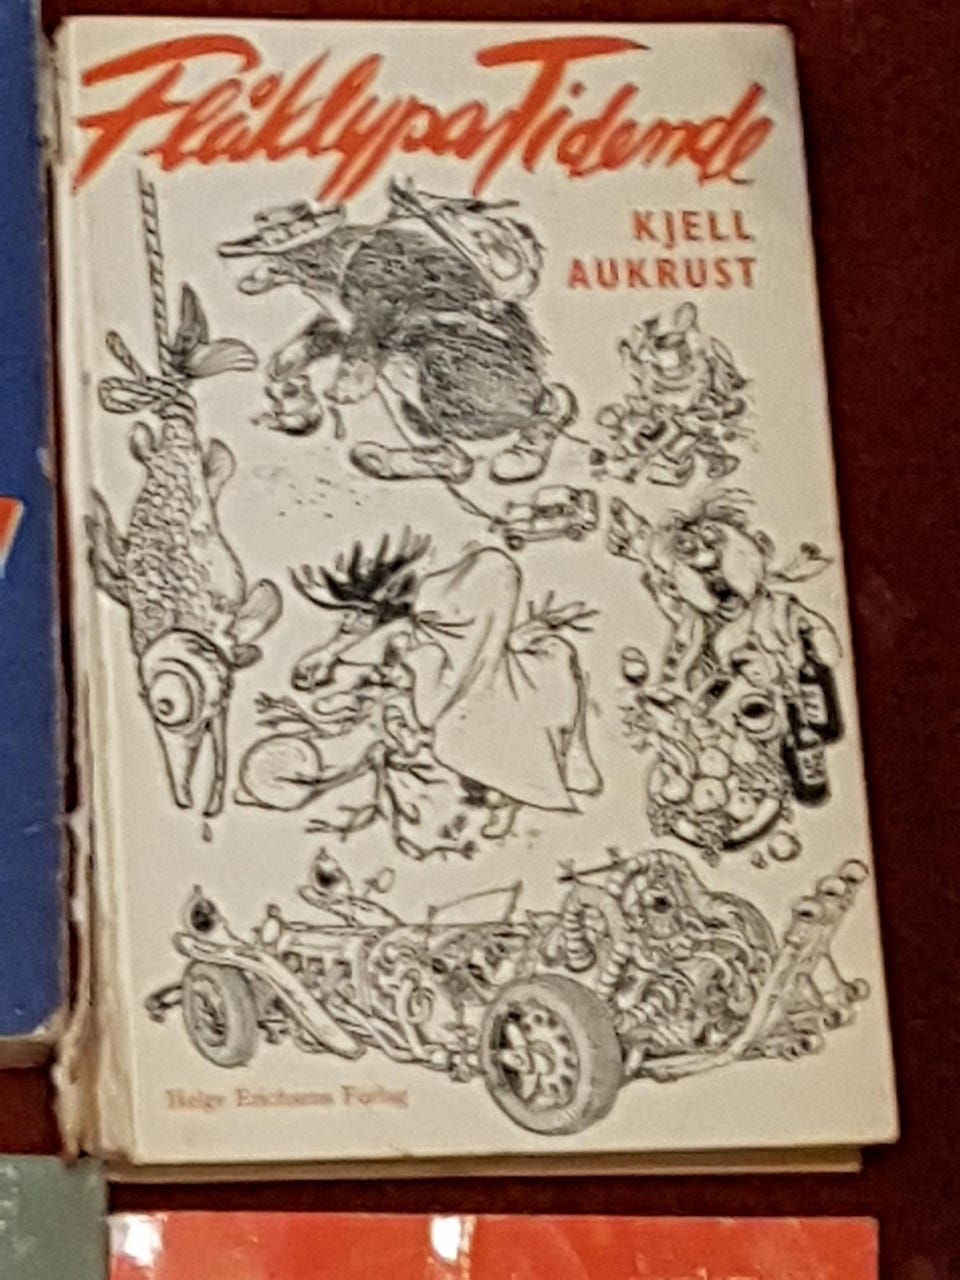 Flåklypa Tidende
KJELL
AUKRUST
Helge Erichsens Forlag